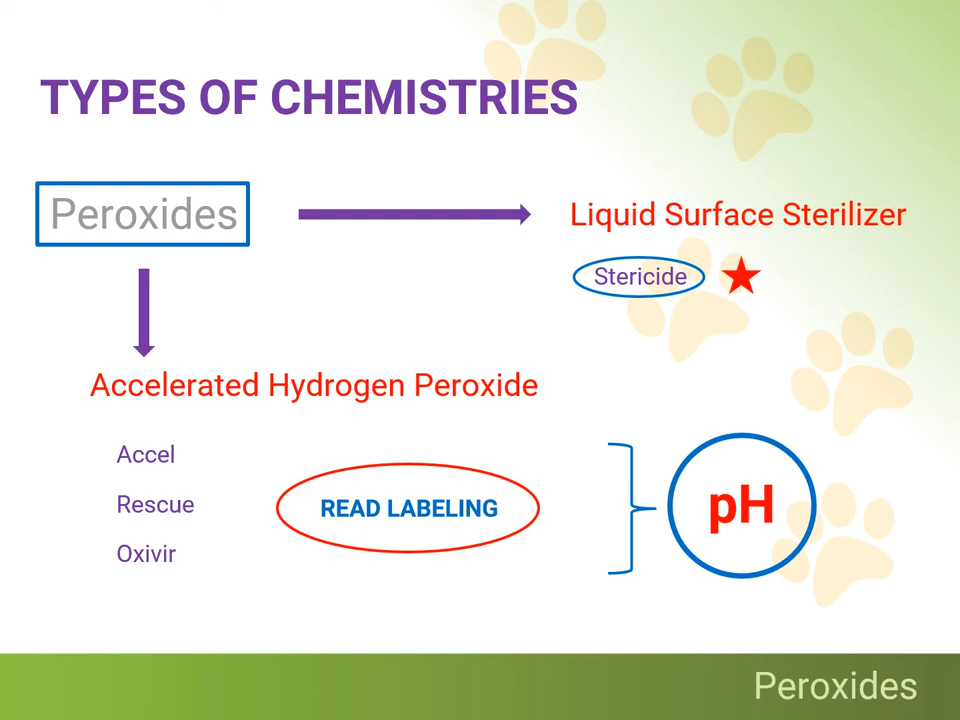 TYPES OF CHEMISTRIES
Peroxides
Liquid Surface Sterilizer
Stericide
Accelerated Hydrogen Peroxide
Accel
Rescue
Oxivir
READ LABELING
pH
Peroxides